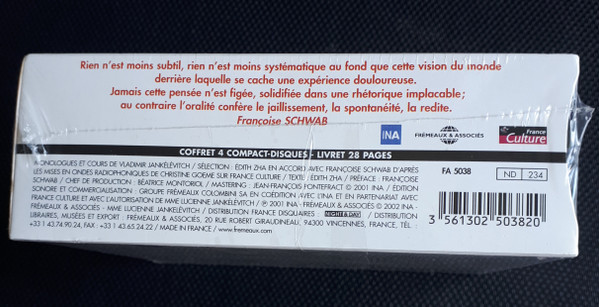 Rien n'est moins subtil, rien n'est moins systématique au fond que cette vision du monde
derrière laquelle se cache une expérience douloureuse.
Jamais cette pensée n'est figée, solidifiée dans une rhétorique implacable ;
au contraire l'oralité confère le jaillissement, la spontanéité, la redite.
Françoise SCHWAB
INA
FRÉMEAUX & ASSOCIÉS
France
Culture
COFFRET 4 COMPACT-DISQUES - LIVRET 28 PAGES
MONOLOGUES ET COURS DE VLADIMIR JANKÉLÉVITCH / SÉLECTION : ÉDITH ZHA EN ACCORD AVEC FRANÇOISE SCHWAB D'APRÈS
LES MISES EN ONDES RADIOPHONIQUES DE CHRISTINE GOEMÉ SUR FRANCE CULTURE / TEXTE : ÉDITH ZHA / PRÉFACE : FRANÇOISE
SCHWAB / CHEF DE PRODUCTION : BÉATRICE MONTORIOL / MASTERING : JEAN-FRANÇOIS PONTEFRACT © 2001 INA / ÉDITION
SONORE ET COMMERCIALISATION : GROUPE FRÉMEAUX COLOMBINI SA EN COÉDITION AVEC L'INA ET EN PARTENARIAT AVEC
FRANCE CULTURE ET AVEC L'AUTORISATION DE MME LUCIENNE JANKÉLÉVITCH / ℗ 2001 INA - FRÉMEAUX & ASSOCIÉS © 2002 INA -
FRÉMEAUX & ASSOCIÉS - MME LUCIENNE JANKÉLÉVITCH / DISTRIBUTION FRANCE DISQUAIRES NIGHT & DAY / DISTRIBUTION
LIBRAIRES, MUSÉES ET EXPORT : FRÉMEAUX & ASSOCIÉS, 20 RUE ROBERT GIRAUDINEAU, 94300 VINCENNES, FRANCE, TÉL. :
+33 1 43.74.90.24, FAX : +33 1 43.65.24.22 / MADE IN FRANCE / www.fremeaux.com
FA 5038
ND 234
3 561302 503820